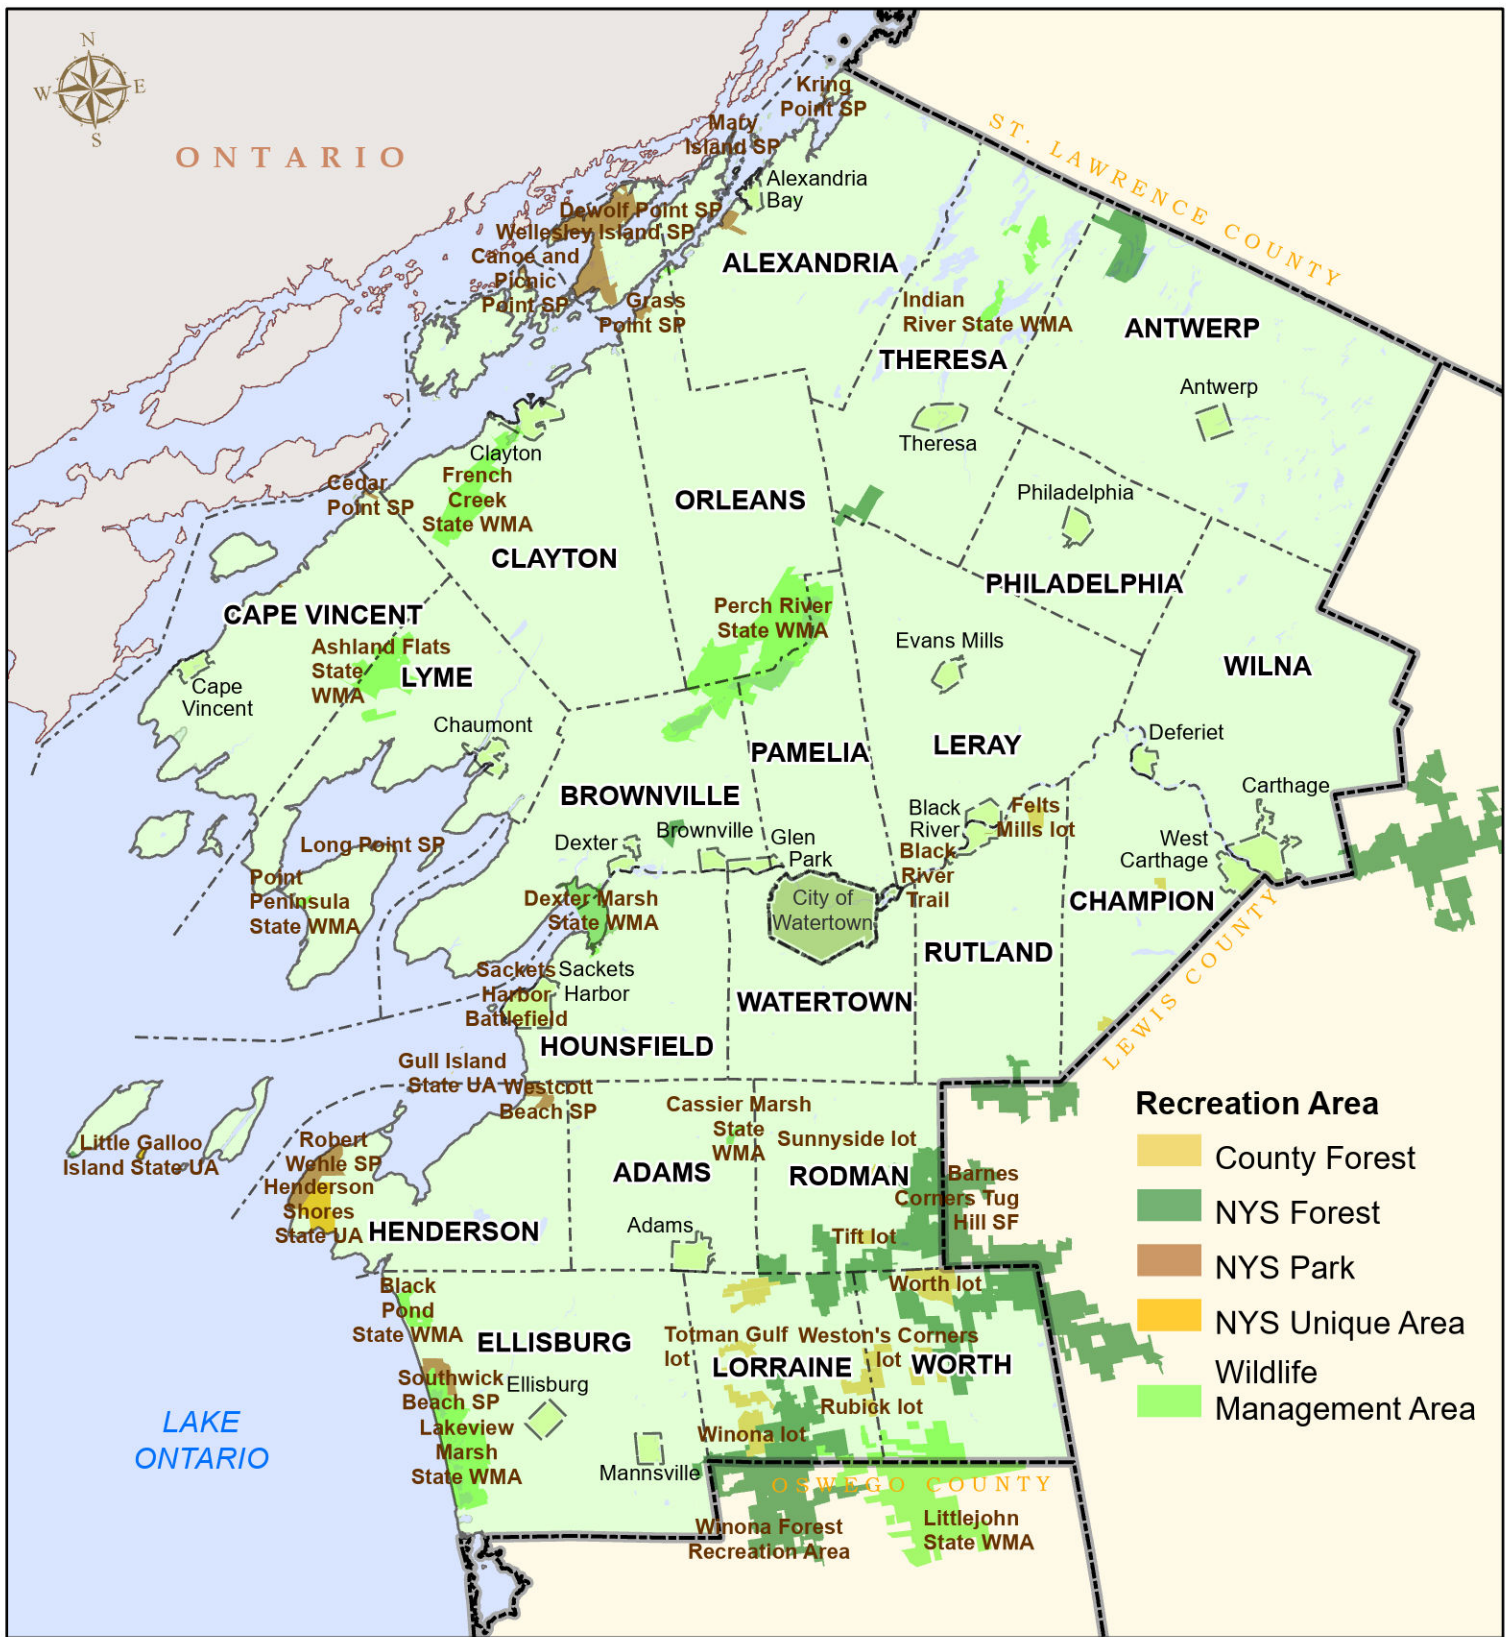 N
W
E
S
ONTARIO
Kring
Point SP
Mary
Island SP
ST. LAWRENCE COUNTY
Alexandria
Bay
Dewolf Point SP
Wellesley Island SP
Canoe and
Picnic
Point SP
Grass
Point SP
ALEXANDRIA
Indian
River State WMA
THERESA
ANTWERP
Antwerp
Theresa
Clayton
French
Creek
State WMA
Cedar
Point SP
ORLEANS
Philadelphia
CLAYTON
PHILADELPHIA
CAPE VINCENT
Perch River
State WMA
Ashland Flats
State
WMA
LYME
Evans Mills
WILNA
Cape
Vincent
Chaumont
Deferiet
PAMELIA
LERAY
BROWNVILLE
Carthage
Black
River
Felts
Mills lot
Dexter
Brownville
Glen
Park
West
Carthage
Long Point SP
Black
River
Trail
Point
Peninsula
State WMA
Dexter Marsh
State WMA
City of
Watertown
CHAMPION
RUTLAND
Sackets
Harbor
Battlefield
Sackets
Harbor
WATERTOWN
LEWIS COUNTY
HOUNSFIELD
Gull Island
State UA
Westcott
Beach SP
Cassier Marsh
State
WMA
Sunnyside lot
Little Galloo
Island State UA
Robert
Wehle SP
Henderson
Shores
State UA
ADAMS
RODMAN
Barnes
Corners Tug
Hill SF
HENDERSON
Adams
Tift lot
Black
Pond
State WMA
Worth lot
ELLISBURG
Totman Gulf
lot
Weston's Corners
lot
LORRAINE
WORTH
Southwick
Beach SP
Ellisburg
Rubick lot
Lakeview
Marsh
State WMA
Winona lot
Mannsville
LAKE
ONTARIO
OSWEGO COUNTY
Winona Forest
Recreation Area
Littlejohn
State WMA
Recreation Area
County Forest
NYS Forest
NYS Park
NYS Unique Area
Wildlife
Management Area